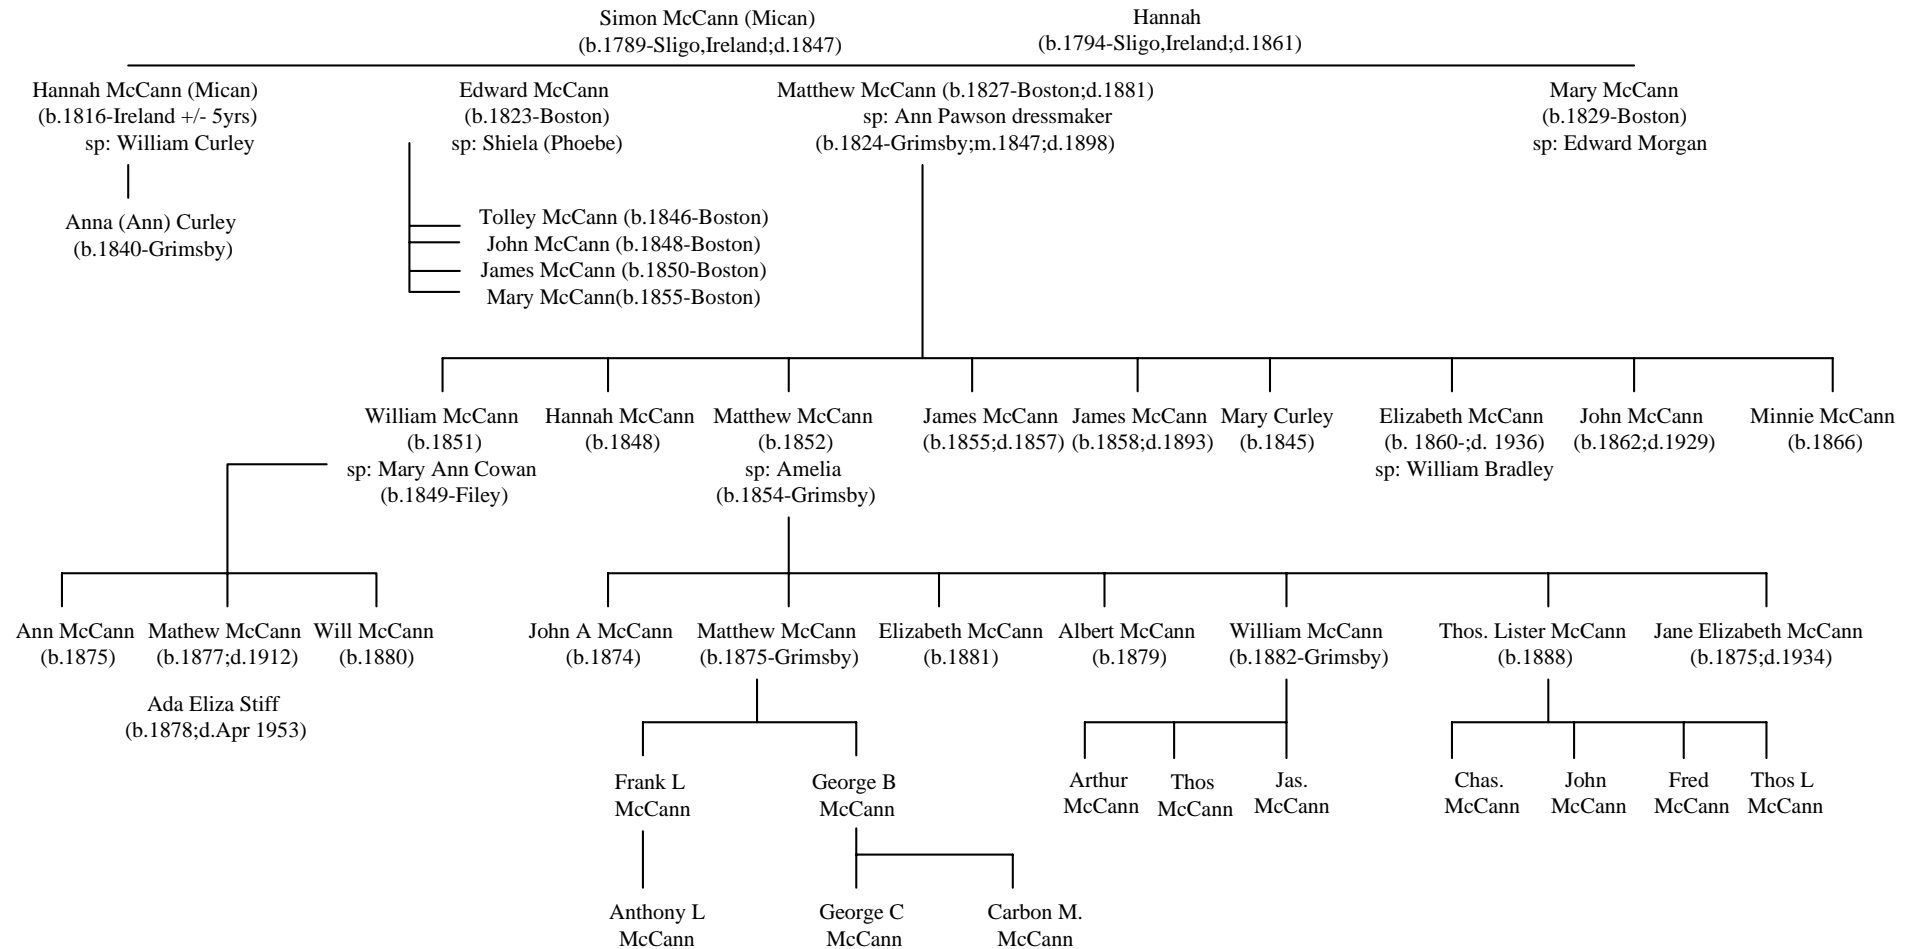 Simon McCann (Mican)
(b.1789-Sligo,Ireland;d.1847)
Hannah
(b.1794-Sligo,Ireland;d.1861)
Hannah McCann (Mican)
(b.1816-Ireland +/- 5yrs)
sp: William Curley
Edward McCann
(b.1823-Boston)
sp: Shiela (Phoebe)
Matthew McCann (b.1827-Boston;d.1881)
sp: Ann Pawson dressmaker
(b.1824-Grimsby;m.1847;d.1898)
Mary McCann
(b.1829-Boston)
sp: Edward Morgan
Anna (Ann) Curley
(b.1840-Grimsby)
Tolley McCann (b.1846-Boston)
John McCann (b.1848-Boston)
James McCann (b.1850-Boston)
Mary McCann(b.1855-Boston)
William McCann
(b.1851)
sp: Mary Ann Cowan
(b.1849-Filey)
Hannah McCann
(b.1848)
Matthew McCann
(b.1852)
sp: Amelia
(b.1854-Grimsby)
James McCann
(b.1855;d.1857)
James McCann
(b.1858;d.1893)
Mary Curley
(b.1845)
Elizabeth McCann
(b. 1860-;d. 1936)
sp: William Bradley
John McCann
(b.1862;d.1929)
Minnie McCann
(b.1866)
Ann McCann
(b.1875)
Mathew McCann
(b.1877;d.1912)
Ada Eliza Stiff
(b.1878;d.Apr 1953)
Will McCann
(b.1880)
John A McCann
(b.1874)
Matthew McCann
(b.1875-Grimsby)
Elizabeth McCann
(b.1881)
Albert McCann
(b.1879)
William McCann
(b.1882-Grimsby)
Thos. Lister McCann
(b.1888)
Jane Elizabeth McCann
(b.1875;d.1934)
Frank L
McCann
George B
McCann
Arthur
McCann
Thos
McCann
Jas.
McCann
Chas.
McCann
John
McCann
Fred
McCann
Thos L
McCann
Anthony L
McCann
George C
McCann
Carbon M.
McCann